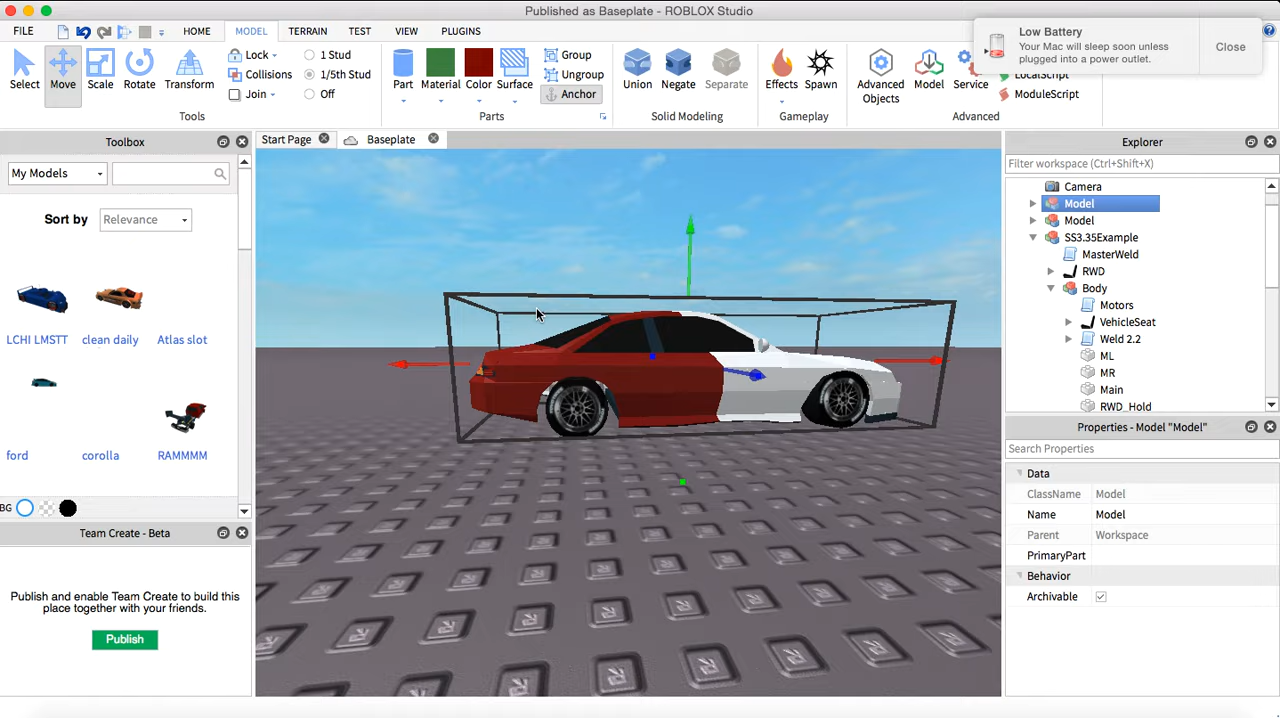 Published as Baseplate - ROBLOX Studio
FILE HOME MODEL TERRAIN TEST VIEW PLUGINS
Low Battery
Your Mac will sleep soon unless
plugged into a power outlet.
Close
Select Move Scale Rotate Transform
Lock
Collisions
Join
1 Stud
1/5th Stud
Off
Part Material Color Surface
Group
Ungroup
Anchor
Union Negate Separate
Effects Spawn
Advanced
Objects
Model Service
LocalScript
ModuleScript
Tools Parts Solid Modeling Gameplay Advanced
Toolbox
My Models
Sort by Relevance
LCHI LMSTT clean daily Atlas slot
ford corolla RAMMMM
BG
Team Create - Beta
Publish and enable Team Create to build this
place together with your friends.
Publish
Start Page Baseplate
Explorer
Filter workspace (Ctrl+Shift+X)
Camera
Model
Model
SS3.35Example
MasterWeld
RWD
Body
Motors
VehicleSeat
Weld 2.2
ML
MR
Main
RWD_Hold
Properties - Model "Model"
Search Properties
Data
ClassName Model
Name Model
Parent Workspace
PrimaryPart
Behavior
Archivable